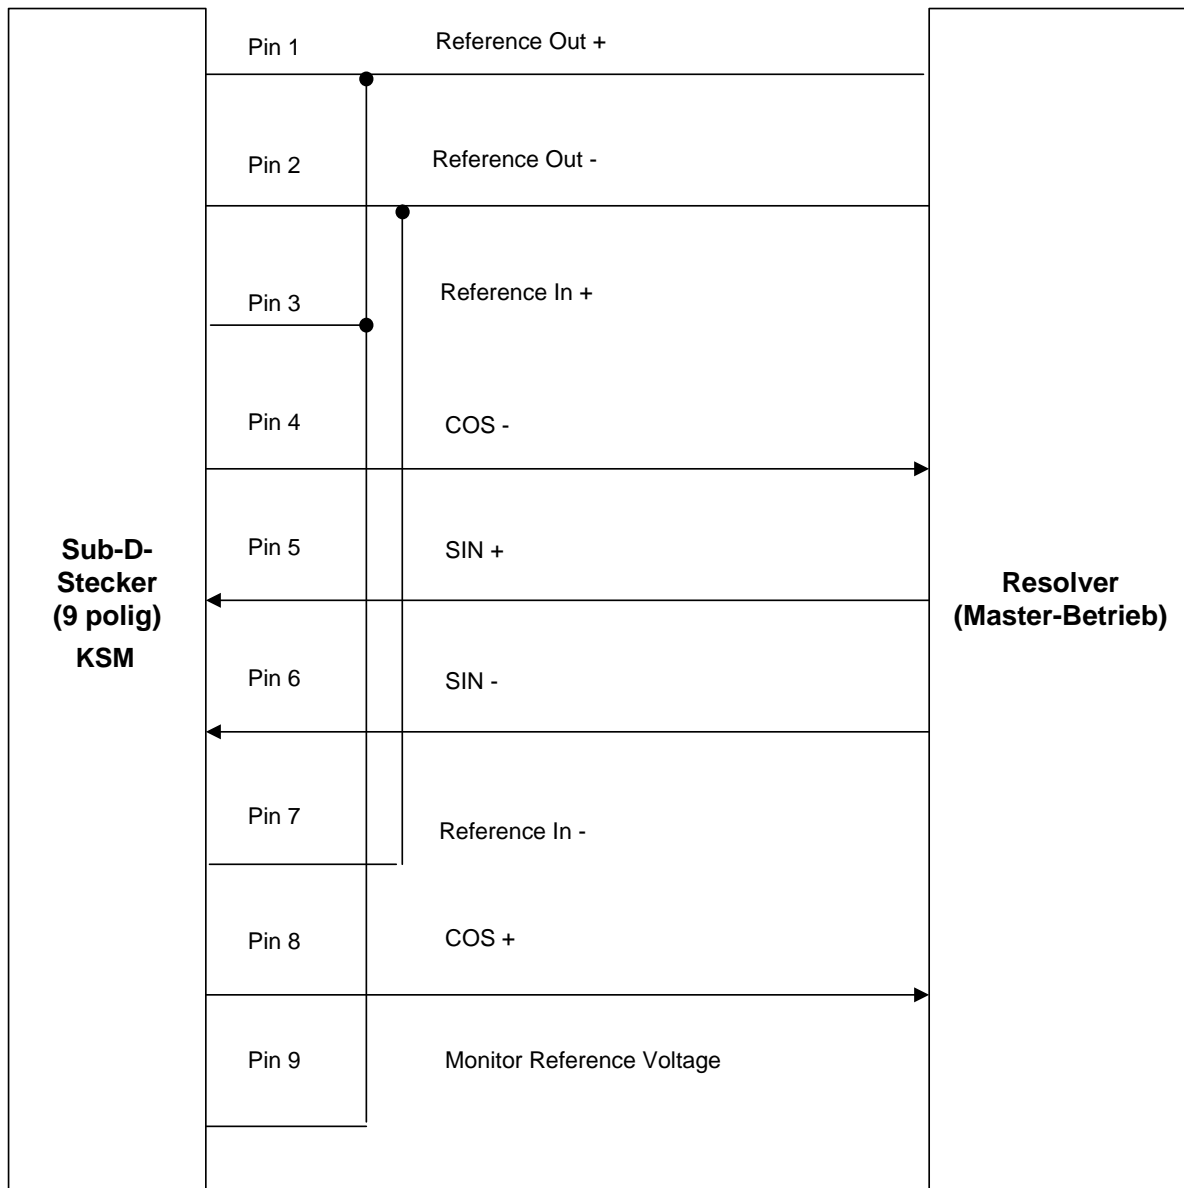 Pin 1
Reference Out +
Pin 2
Reference Out -
Pin 3
Reference In +
Pin 4
COS -
Pin 5
SIN +
Sub-D-
Stecker
(9 polig)
KSM
Resolver
(Master-Betrieb)
Pin 6
SIN -
Pin 7
Reference In -
Pin 8
COS +
Pin 9
Monitor Reference Voltage